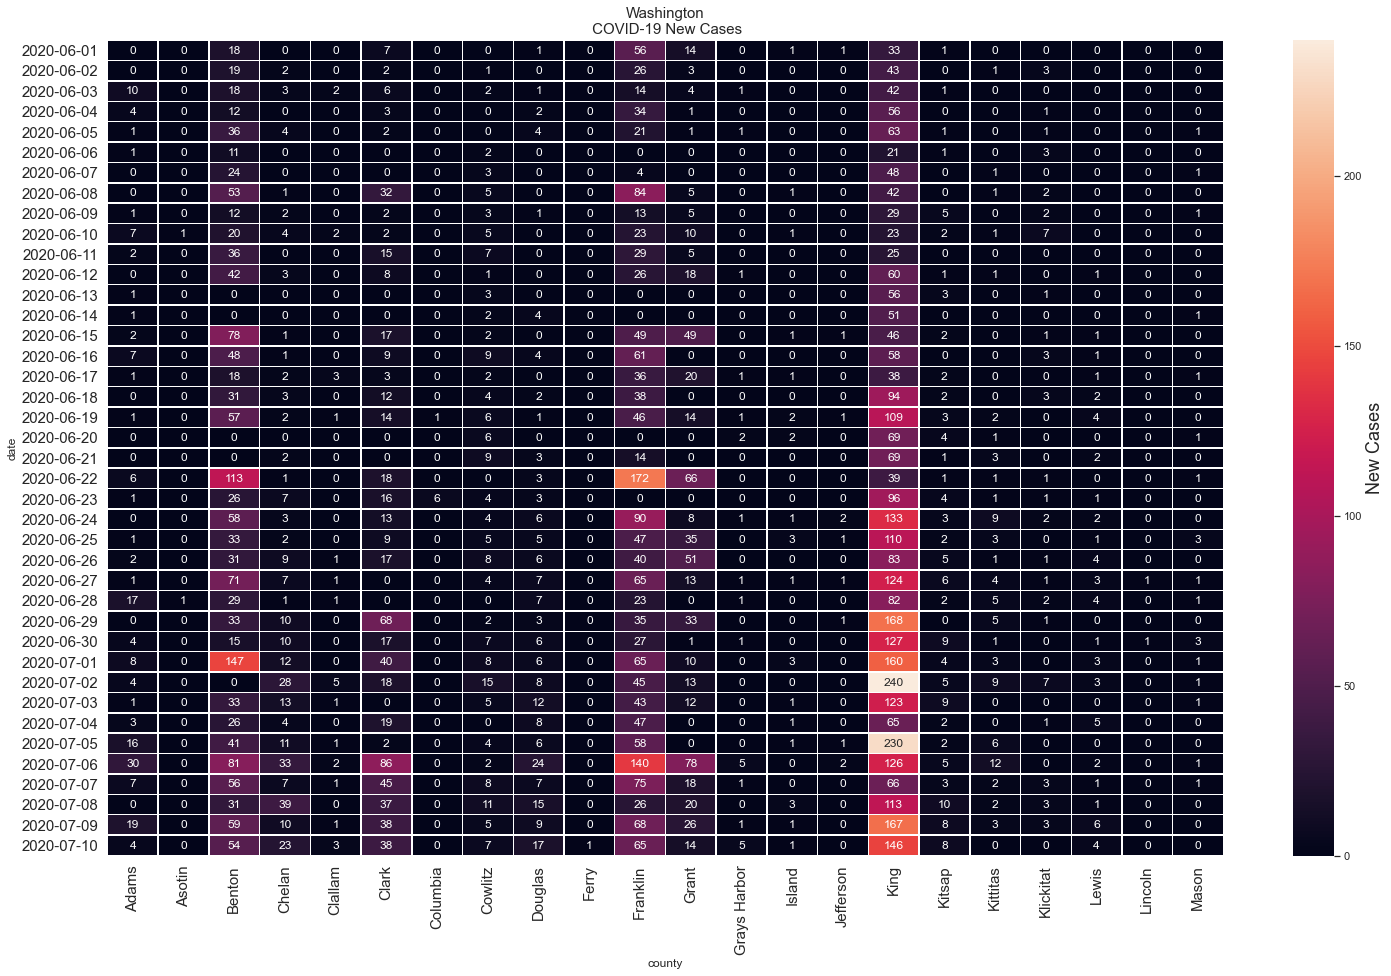 Washington
COVID-19 New Cases
2020-06-01 0 0 18 0 0 7 0 0 1 0 56 14 0 1 1 33 1 0 0 0 0 0
2020-06-02 0 0 19 2 0 2 0 1 0 0 26 3 0 0 0 43 0 1 3 0 0 0
2020-06-03 10 0 18 3 2 6 0 2 1 0 14 4 1 0 0 42 1 0 0 0 0 0
2020-06-04 4 0 12 0 0 3 0 0 2 0 34 1 0 0 0 56 0 0 1 0 0 0
2020-06-05 1 0 36 4 0 2 0 0 4 0 21 1 1 0 0 63 1 0 1 0 0 1
2020-06-06 1 0 11 0 0 0 0 2 0 0 0 0 0 0 0 21 1 0 3 0 0 0
2020-06-07 0 0 24 0 0 0 0 3 0 0 4 0 0 0 0 48 0 1 0 0 0 1
2020-06-08 0 0 53 1 0 32 0 5 0 0 84 5 0 1 0 42 0 1 2 0 0 0
2020-06-09 1 0 12 2 0 2 0 3 1 0 13 5 0 0 0 29 5 0 2 0 0 1
2020-06-10 7 1 20 4 2 2 0 5 0 0 23 10 0 1 0 23 2 1 7 0 0 0
2020-06-11 2 0 36 0 0 15 0 7 0 0 29 5 0 0 0 25 0 0 0 0 0 0
2020-06-12 0 0 42 3 0 8 0 1 0 0 26 18 1 0 0 60 1 1 0 1 0 0
2020-06-13 1 0 0 0 0 0 0 3 0 0 0 0 0 0 0 56 3 0 1 0 0 0
2020-06-14 1 0 0 0 0 0 0 2 4 0 0 0 0 0 0 51 0 0 0 0 0 1
2020-06-15 2 0 78 1 0 17 0 2 0 0 49 49 0 1 1 46 2 0 1 1 0 0
2020-06-16 7 0 48 1 0 9 0 9 4 0 61 0 0 0 0 58 0 0 3 1 0 0
2020-06-17 1 0 18 2 3 3 0 2 0 0 36 20 1 1 0 38 2 0 0 1 0 1
2020-06-18 0 0 31 3 0 12 0 4 2 0 38 0 0 0 0 94 2 0 3 2 0 0
2020-06-19 1 0 57 2 1 14 1 6 1 0 46 14 1 2 1 109 3 2 0 4 0 0
2020-06-20 0 0 0 0 0 0 0 6 0 0 0 0 2 2 0 69 4 1 0 0 0 1
2020-06-21 0 0 0 2 0 0 0 9 3 0 14 0 0 0 0 69 1 3 0 2 0 0
2020-06-22 6 0 113 1 0 18 0 0 3 0 172 66 0 0 0 39 1 1 1 0 0 1
2020-06-23 1 0 26 7 0 16 6 4 3 0 0 0 0 0 0 96 4 1 1 1 0 0
2020-06-24 0 0 58 3 0 13 0 4 6 0 90 8 1 1 2 133 3 9 2 2 0 0
2020-06-25 1 0 33 2 0 9 0 5 5 0 47 35 0 3 1 110 2 3 0 1 0 3
2020-06-26 2 0 31 9 1 17 0 8 6 0 40 51 0 0 0 83 5 1 1 4 0 0
2020-06-27 1 0 71 7 1 0 0 4 7 0 65 13 1 1 1 124 6 4 1 3 1 1
2020-06-28 17 1 29 1 1 0 0 0 7 0 23 0 1 0 0 82 2 5 2 4 0 1
2020-06-29 0 0 33 10 0 68 0 2 3 0 35 33 0 0 1 168 0 5 1 0 0 0
2020-06-30 4 0 15 10 0 17 0 7 6 0 27 1 1 0 0 127 9 1 0 1 1 3
2020-07-01 8 0 147 12 0 40 0 8 6 0 65 10 0 3 0 160 4 3 0 3 0 1
2020-07-02 4 0 0 28 5 18 0 15 8 0 45 13 0 0 0 240 5 9 7 3 0 1
2020-07-03 1 0 33 13 1 0 0 5 12 0 43 12 0 1 0 123 9 0 0 0 0 1
2020-07-04 3 0 26 4 0 19 0 0 8 0 47 0 0 1 0 65 2 0 1 5 0 0
2020-07-05 16 0 41 11 1 2 0 4 6 0 58 0 0 1 1 230 2 6 0 0 0 0
2020-07-06 30 0 81 33 2 86 0 2 24 0 140 78 5 0 2 126 5 12 0 2 0 1
2020-07-07 7 0 56 7 1 45 0 8 7 0 75 18 1 0 0 66 3 2 3 1 0 1
2020-07-08 0 0 31 39 0 37 0 11 15 0 26 20 0 3 0 113 10 2 3 1 0 0
2020-07-09 19 0 59 10 1 38 0 5 9 0 68 26 1 1 0 167 8 3 3 6 0 0
2020-07-10 4 0 54 23 3 38 0 7 17 1 65 14 5 1 0 146 8 0 0 4 0 0
date
Adams Asotin Benton Chelan Clallam Clark Columbia Cowlitz Douglas Ferry Franklin Grant Grays Harbor Island Jefferson King Kitsap Kittitas Klickitat Lewis Lincoln Mason
county
200
150
100
50
0
New Cases